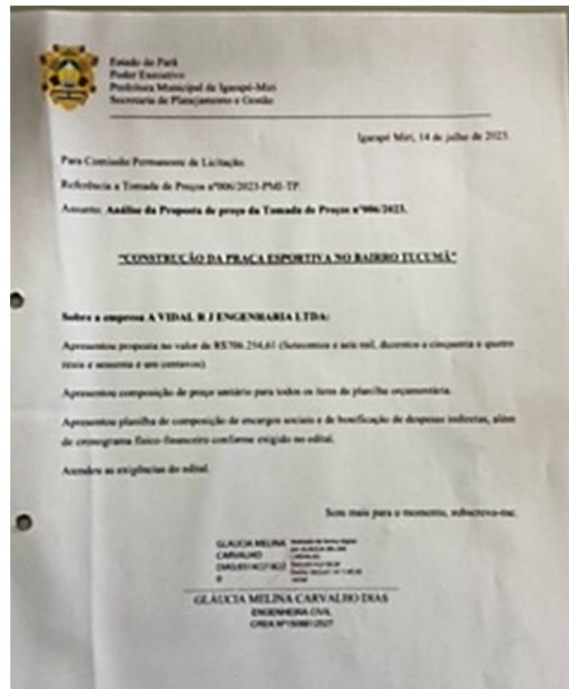 Estado do Pará
Poder Executivo
Prefeitura Municipal de Igarapé-Miri
Secretaria de Planejamento e Gestão
Igarapé Miri, 14 de julho de 2023.
Para Comissão Permanente de Licitação.
Referência a Tomada de Preços nº006/2023-PMI-TP.
Assunto: Análise da Proposta de preço da Tomada de Preços nº006/2023.
"CONSTRUÇÃO DA PRAÇA ESPORTIVA NO BAIRRO TUCUMÃ"
Sobre a empresa A VIDAL R J ENGENHARIA LTDA:
Apresentou proposta no valor de R$706.254,61 (Setecentos e seis mil, duzentos e cinquenta e quatro
reais e sessenta e um centavos).
Apresentou composição de preço unitário para todos os itens da planilha orçamentária.
Apresentou planilha de composição de encargos sociais e de bonificação de despesas indiretas, além
de cronograma físico-financeiro conforme exigido no edital.
Atendeu as exigências do edital.
Sem mais para o momento, subscrevo-me.
GLAUCIA MELINA
CARVALHO
GLÁUCIA MELINA CARVALHO DIAS
ENGENHEIRA CIVIL